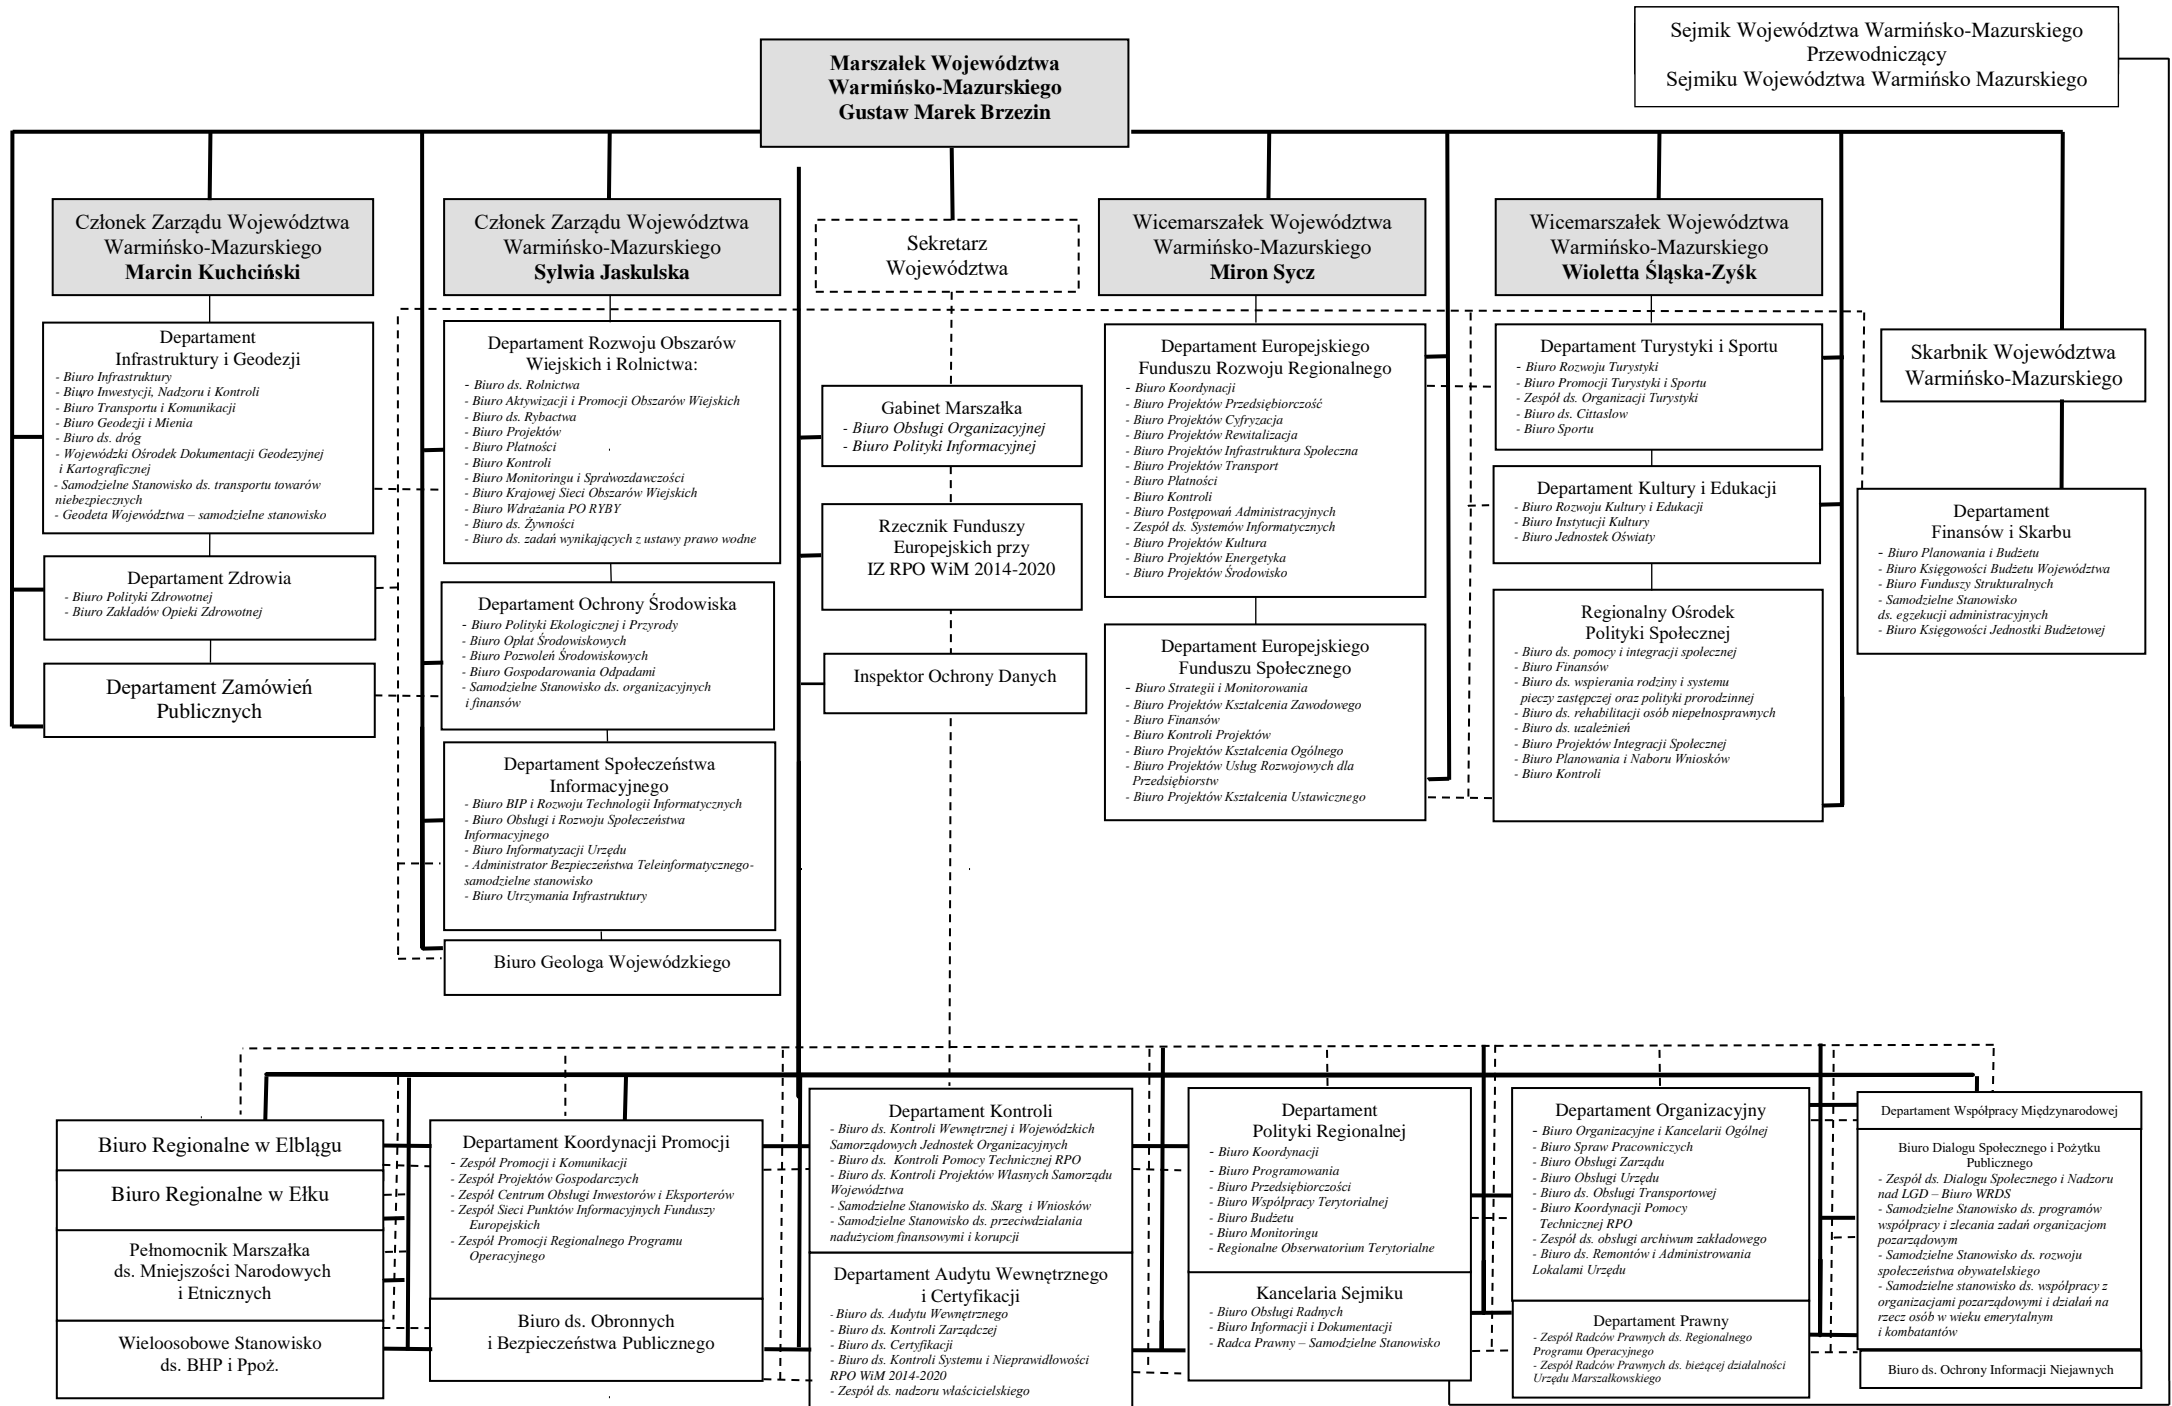 Sejmik Województwa Warmińsko-Mazurskiego
Przewodniczący
Sejmiku Województwa Warmińsko Mazurskiego
Marszałek Województwa
Warmińsko-Mazurskiego
Gustaw Marek Brzezin
Członek Zarządu Województwa
Warmińsko-Mazurskiego
Marcin Kuchciński
Członek Zarządu Województwa
Warmińsko-Mazurskiego
Sylwia Jaskulska
Sekretarz
Województwa
Wicemarszałek Województwa
Warmińsko-Mazurskiego
Miron Sycz
Wicemarszałek Województwa
Warmińsko-Mazurskiego
Wioletta Śląska-Zyśk
Departament
Infrastruktury i Geodezji
- Biuro Infrastruktury
- Biuro Inwestycji, Nadzoru i Kontroli
- Biuro Transportu i Komunikacji
- Biuro Geodezji i Mienia
- Biuro ds. dróg
- Wojewódzki Ośrodek Dokumentacji Geodezyjnej
i Kartograficznej
- Samodzielne Stanowisko ds. transportu towarów
niebezpiecznych
- Geodeta Województwa – samodzielne stanowisko
Departament Zdrowia
- Biuro Polityki Zdrowotnej
- Biuro Zakładów Opieki Zdrowotnej
Departament Zamówień
Publicznych
Departament Rozwoju Obszarów
Wiejskich i Rolnictwa:
- Biuro ds. Rolnictwa
- Biuro Aktywizacji i Promocji Obszarów Wiejskich
- Biuro ds. Rybactwa
- Biuro Projektów
- Biuro Płatności
- Biuro Kontroli
- Biuro Monitoringu i Sprawozdawczości
- Biuro Krajowej Sieci Obszarów Wiejskich
- Biuro Wdrażania PO RYBY
- Biuro ds. Żywności
- Biuro ds. zadań wynikających z ustawy prawo wodne
Departament Ochrony Środowiska
- Biuro Polityki Ekologicznej i Przyrody
- Biuro Opłat Środowiskowych
- Biuro Pozwoleń Środowiskowych
- Biuro Gospodarowania Odpadami
- Samodzielne Stanowisko ds. organizacyjnych
i finansów
Departament Społeczeństwa
Informacyjnego
- Biuro BIP i Rozwoju Technologii Informatycznych
- Biuro Obsługi i Rozwoju Społeczeństwa
Informacyjnego
- Biuro Informatyzacji Urzędu
- Administrator Bezpieczeństwa Teleinformatycznego-
samodzielne stanowisko
- Biuro Utrzymania Infrastruktury
Biuro Geologa Wojewódzkiego
Gabinet Marszałka
- Biuro Obsługi Organizacyjnej
- Biuro Polityki Informacyjnej
Rzecznik Funduszy
Europejskich przy
IZ RPO WiM 2014-2020
Inspektor Ochrony Danych
Departament Europejskiego
Funduszu Rozwoju Regionalnego
- Biuro Koordynacji
- Biuro Projektów Przedsiębiorczość
- Biuro Projektów Cyfryzacja
- Biuro Projektów Rewitalizacja
- Biuro Projektów Infrastruktura Społeczna
- Biuro Projektów Transport
- Biuro Płatności
- Biuro Kontroli
- Biuro Postępowań Administracyjnych
- Zespół ds. Systemów Informatycznych
- Biuro Projektów Kultura
- Biuro Projektów Energetyka
- Biuro Projektów Środowisko
Departament Europejskiego
Funduszu Społecznego
- Biuro Strategii i Monitorowania
- Biuro Projektów Kształcenia Zawodowego
- Biuro Finansów
- Biuro Kontroli Projektów
- Biuro Projektów Kształcenia Ogólnego
- Biuro Projektów Usług Rozwojowych dla
Przedsiębiorstw
- Biuro Projektów Kształcenia Ustawicznego
Departament Turystyki i Sportu
- Biuro Rozwoju Turystyki
- Biuro Promocji Turystyki i Sportu
- Zespół ds. Organizacji Turystyki
- Biuro ds. Cittaslow
- Biuro Sportu
Departament Kultury i Edukacji
- Biuro Rozwoju Kultury i Edukacji
- Biuro Instytucji Kultury
- Biuro Jednostek Oświaty
Regionalny Ośrodek
Polityki Społecznej
- Biuro ds. pomocy i integracji społecznej
- Biuro Finansów
- Biuro ds. wspierania rodziny i systemu
pieczy zastępczej oraz polityki prorodzinnej
- Biuro ds. rehabilitacji osób niepełnosprawnych
- Biuro ds. uzależnień
- Biuro Projektów Integracji Społecznej
- Biuro Planowania i Naboru Wniosków
- Biuro Kontroli
Skarbnik Województwa
Warmińsko-Mazurskiego
Departament
Finansów i Skarbu
- Biuro Planowania i Budżetu
- Biuro Księgowości Budżetu Województwa
- Biuro Funduszy Strukturalnych
- Samodzielne Stanowisko
ds. egzekucji administracyjnych
- Biuro Księgowości Jednostki Budżetowej
Biuro Regionalne w Elblągu
Biuro Regionalne w Ełku
Pełnomocnik Marszałka
ds. Mniejszości Narodowych
i Etnicznych
Wieloosobowe Stanowisko
ds. BHP i Ppoż.
Departament Koordynacji Promocji
- Zespół Promocji i Komunikacji
- Zespół Projektów Gospodarczych
- Zespół Centrum Obsługi Inwestorów i Eksporterów
- Zespół Sieci Punktów Informacyjnych Funduszy
Europejskich
- Zespół Promocji Regionalnego Programu
Operacyjnego
Biuro ds. Obronnych
i Bezpieczeństwa Publicznego
Departament Kontroli
- Biuro ds. Kontroli Wewnętrznej i Wojewódzkich
Samorządowych Jednostek Organizacyjnych
- Biuro ds. Kontroli Pomocy Technicznej RPO
- Biuro ds. Kontroli Projektów Własnych Samorządu
Województwa
- Samodzielne Stanowisko ds. Skarg i Wniosków
- Samodzielne Stanowisko ds. przeciwdziałania
nadużyciom finansowymi i korupcji
Departament Audytu Wewnętrznego
i Certyfikacji
- Biuro ds. Audytu Wewnętrznego
- Biuro ds. Kontroli Zarządczej
- Biuro ds. Certyfikacji
- Biuro ds. Kontroli Systemu i Nieprawidłowości
RPO WiM 2014-2020
- Zespół ds. nadzoru właścicielskiego
Departament
Polityki Regionalnej
- Biuro Koordynacji
- Biuro Programowania
- Biuro Przedsiębiorczości
- Biuro Współpracy Terytorialnej
- Biuro Budżetu
- Biuro Monitoringu
- Regionalne Obserwatorium Terytorialne
Kancelaria Sejmiku
- Biuro Obsługi Radnych
- Biuro Informacji i Dokumentacji
- Radca Prawny – Samodzielne Stanowisko
Departament Organizacyjny
- Biuro Organizacyjne i Kancelarii Ogólnej
- Biuro Spraw Pracowniczych
- Biuro Obsługi Zarządu
- Biuro Obsługi Urzędu
- Biuro ds. Obsługi Transportowej
- Biuro Koordynacji Pomocy
Technicznej RPO
- Zespół ds. obsługi archiwum zakładowego
- Biuro ds. Remontów i Administrowania
Lokalami Urzędu
Departament Prawny
- Zespół Radców Prawnych ds. Regionalnego
Programu Operacyjnego
- Zespół Radców Prawnych ds. bieżącej działalności
Urzędu Marszałkowskiego
Departament Współpracy Międzynarodowej
Biuro Dialogu Społecznego i Pożytku
Publicznego
- Zespół ds. Dialogu Społecznego i Nadzoru
nad LGD – Biuro WRDS
- Samodzielne Stanowisko ds. programów
współpracy i zlecania zadań organizacjom
pozarządowym
- Samodzielne Stanowisko ds. rozwoju
społeczeństwa obywatelskiego
- Samodzielne stanowisko ds. współpracy z
organizacjami pozarządowymi i działań na
rzecz osób w wieku emerytalnym
i kombatantów
Biuro ds. Ochrony Informacji Niejawnych